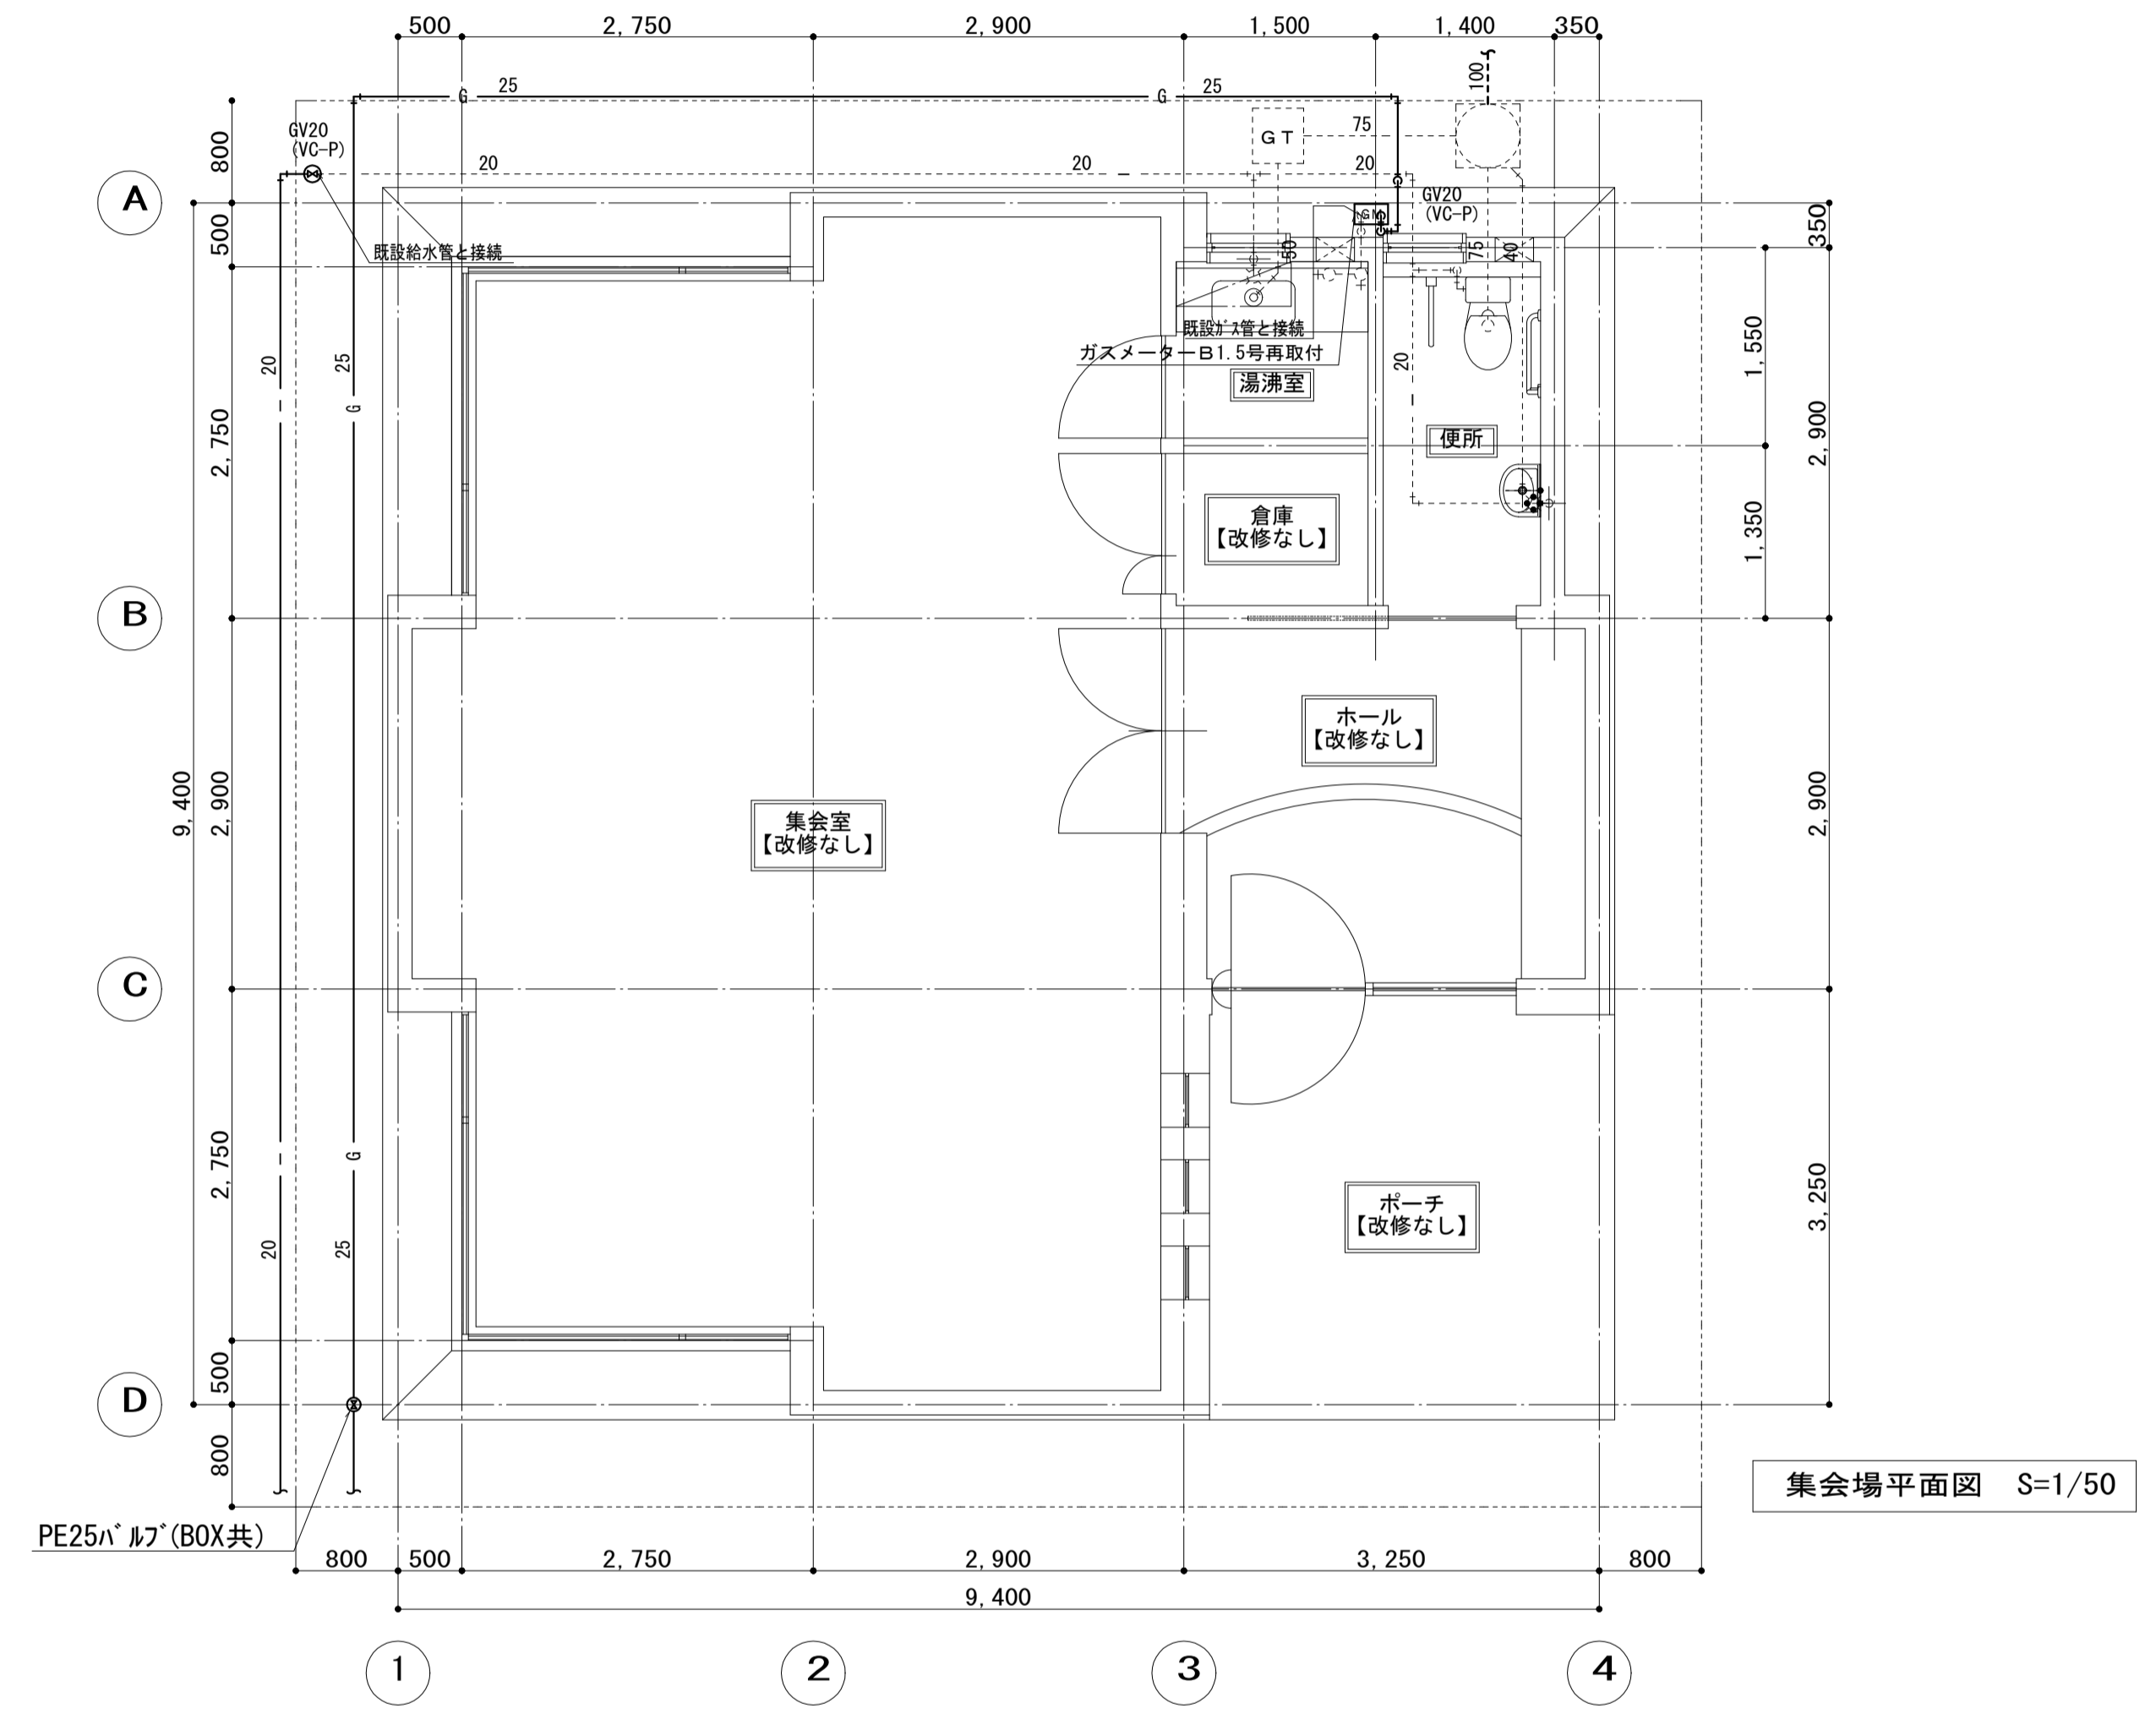 500
2,750
2,900
1,500
1,400
350
100
25
25
G
G
800
GV20
(VC-P)
20
20
20
75
GT
A
GM
G
G
GV20
(VC-P)
350
500
既設給水管と接続
50
75
40
既設ｶﾞｽ管と接続
ガスメーターB1.5号再取付
20
25
20
1,550
湯沸室
G
2,750
2,900
便所
倉庫
【改修なし】
1,350
B
ホール
【改修なし】
9,400
2,900
2,900
集会室
【改修なし】
C
2,750
G
3,250
ポーチ
【改修なし】
20
25
500
D
800
集会場平面図 S=1/50
PE25ﾊﾞﾙﾌﾞ(BOX共)
800
500
2,750
2,900
3,250
800
9,400
1
2
3
4